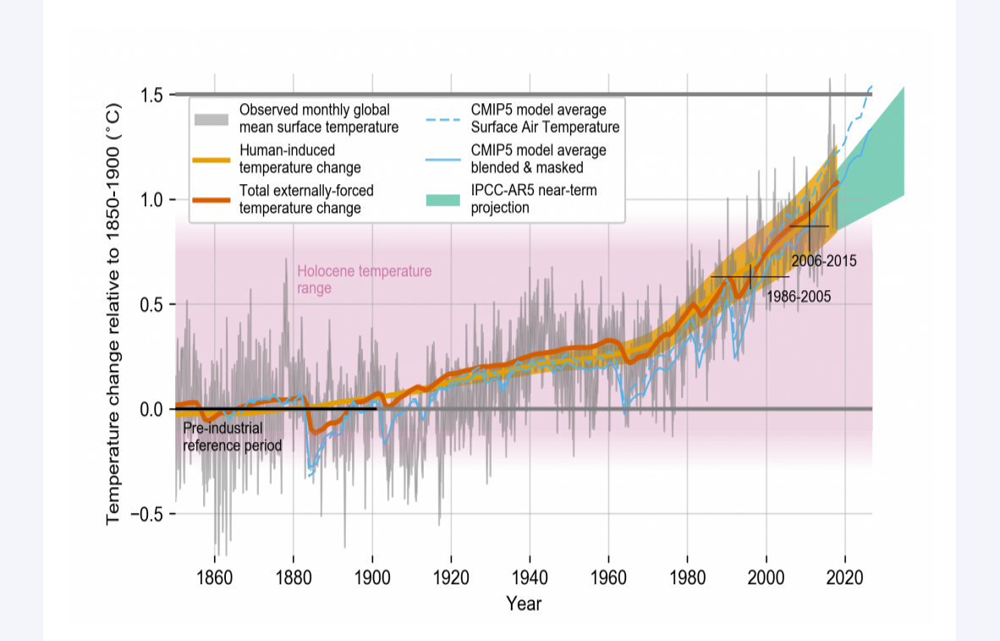 Temperature change relative to 1850-1900 (°C)
1.5
1.0
0.5
0.0
−0.5
Observed monthly global
mean surface temperature
Human-induced
temperature change
Total externally-forced
temperature change
CMIP5 model average
Surface Air Temperature
CMIP5 model average
blended & masked
IPCC-AR5 near-term
projection
Holocene temperature
range
2006-2015
1986-2005
Pre-industrial
reference period
1860 1880 1900 1920 1940 1960 1980 2000 2020
Year